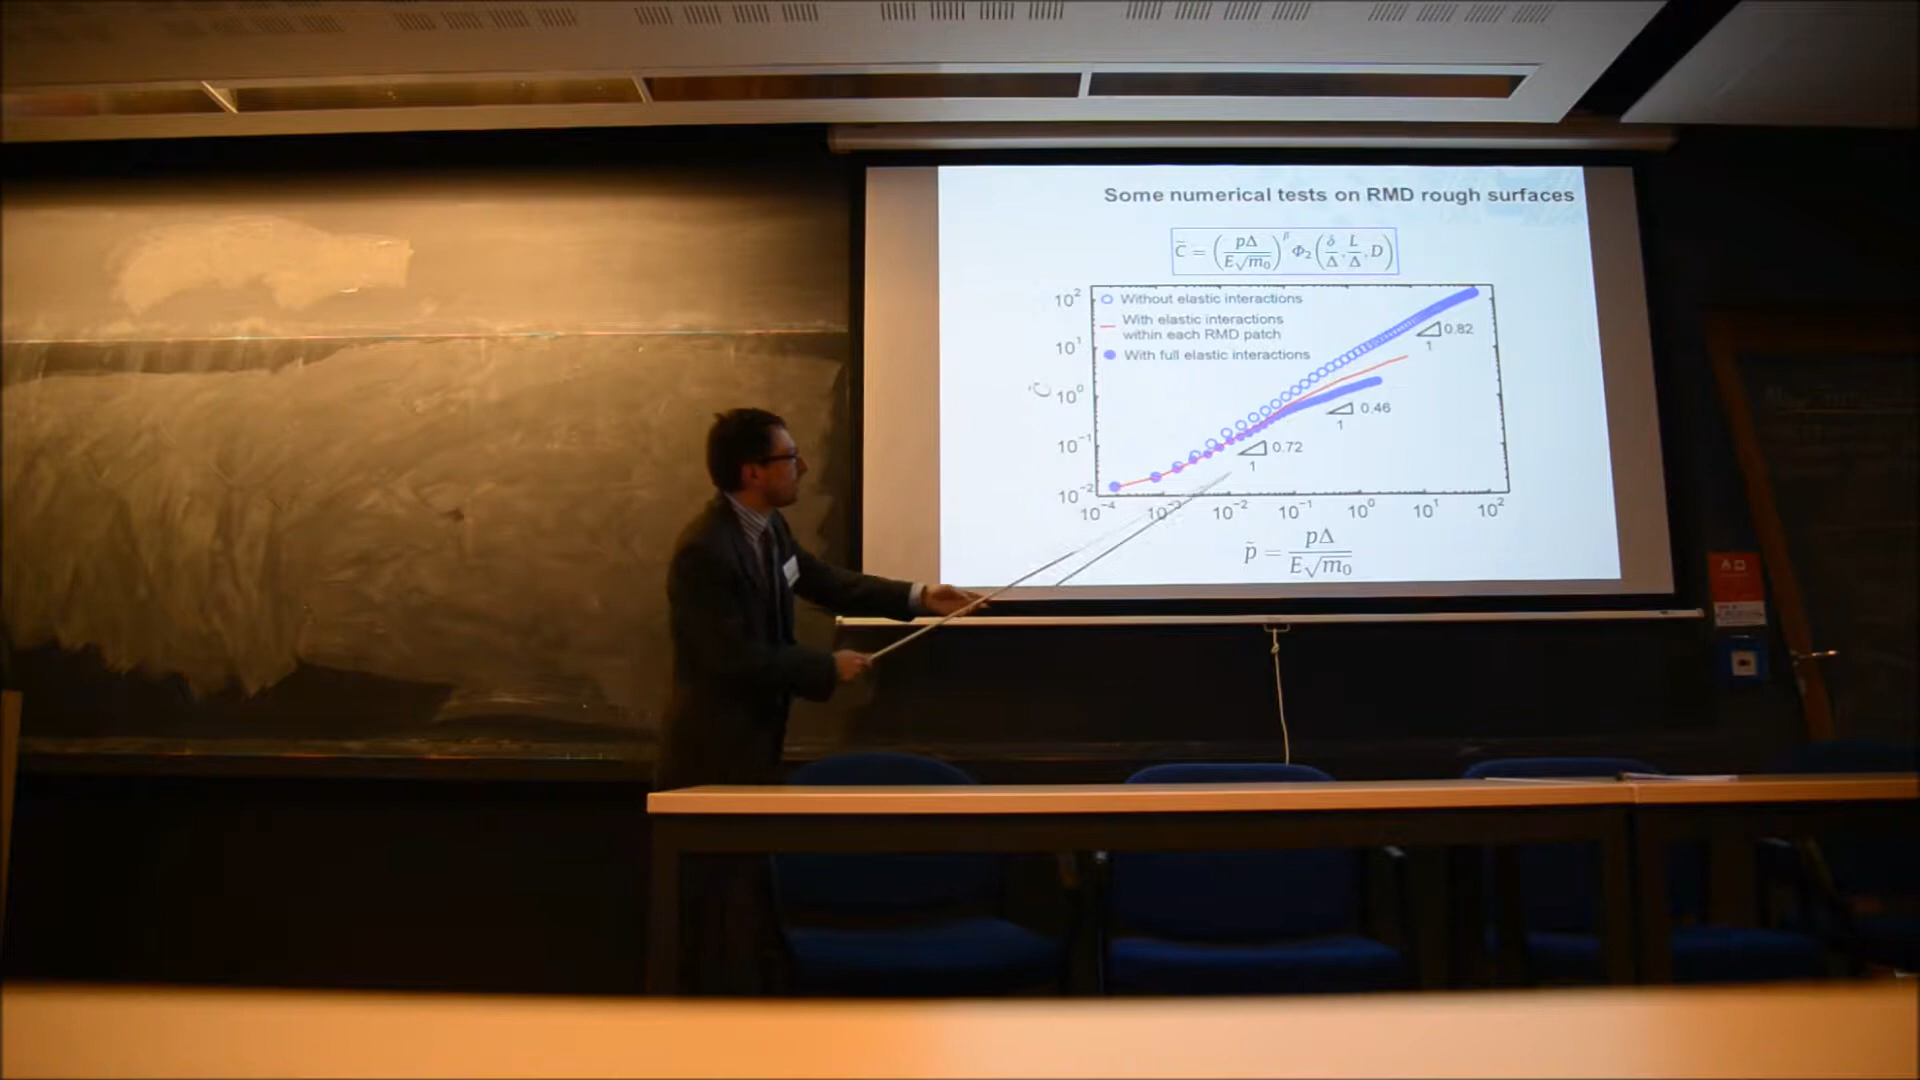 Some numerical tests on RMD rough surfaces
C̃ = (pΔ / E√m₀)^β Φ₂(δ/Δ, L/Δ, D)
Without elastic interactions
With elastic interactions
within each RMD patch
With full elastic interactions
10² 10¹ 10⁰ 10⁻¹ 10⁻²
C̃
0.82
1
0.46
1
0.72
1
10⁻⁴ 10⁻³ 10⁻² 10⁻¹ 10⁰ 10¹ 10²
p̃ = pΔ / E√m₀